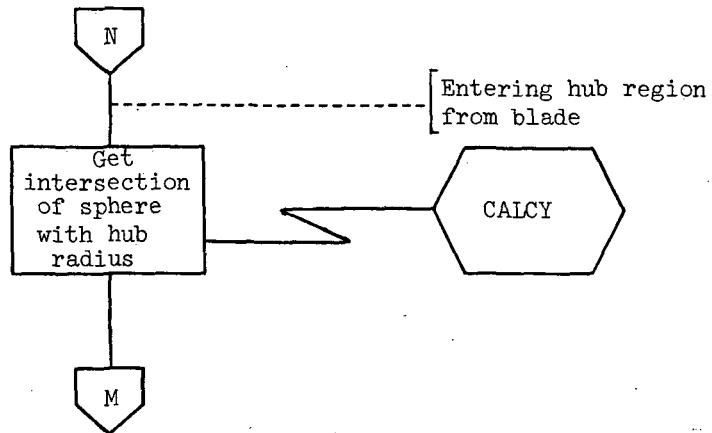 N
Entering hub region
from blade
Get
intersection
of sphere
with hub
radius
CALCY
M